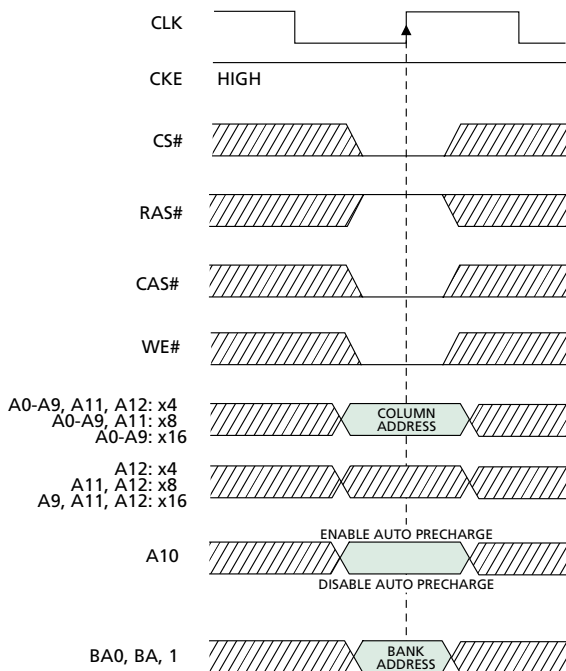 CLK
CKE HIGH
CS#
RAS#
CAS#
WE#
A0-A9, A11, A12: x4
A0-A9, A11: x8
A0-A9: x16
COLUMN
ADDRESS
A12: x4
A11, A12: x8
A9, A11, A12: x16
ENABLE AUTO PRECHARGE
A10
DISABLE AUTO PRECHARGE
BA0, BA, 1
BANK
ADDRESS